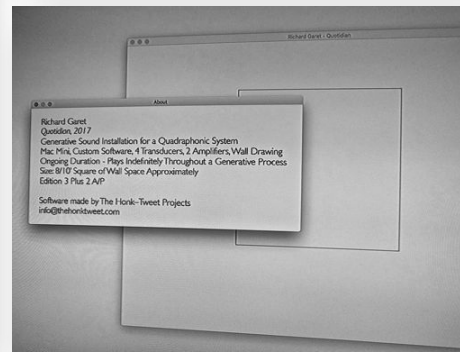 Richard Garet - Quotidian
About
Richard Garet
Quotidian, 2017
Generative Sound Installation for a Quadraphonic System
Mac Mini, Custom Software, 4 Transducers, 2 Amplifiers, Wall Drawing
Ongoing Duration - Plays Indefinitely Throughout a Generative Process
Size: 8/10' Square of Wall Space Approximately
Edition 3 Plus 2 A/P
Software made by The Honk-Tweet Projects
info@thehonktweet.com